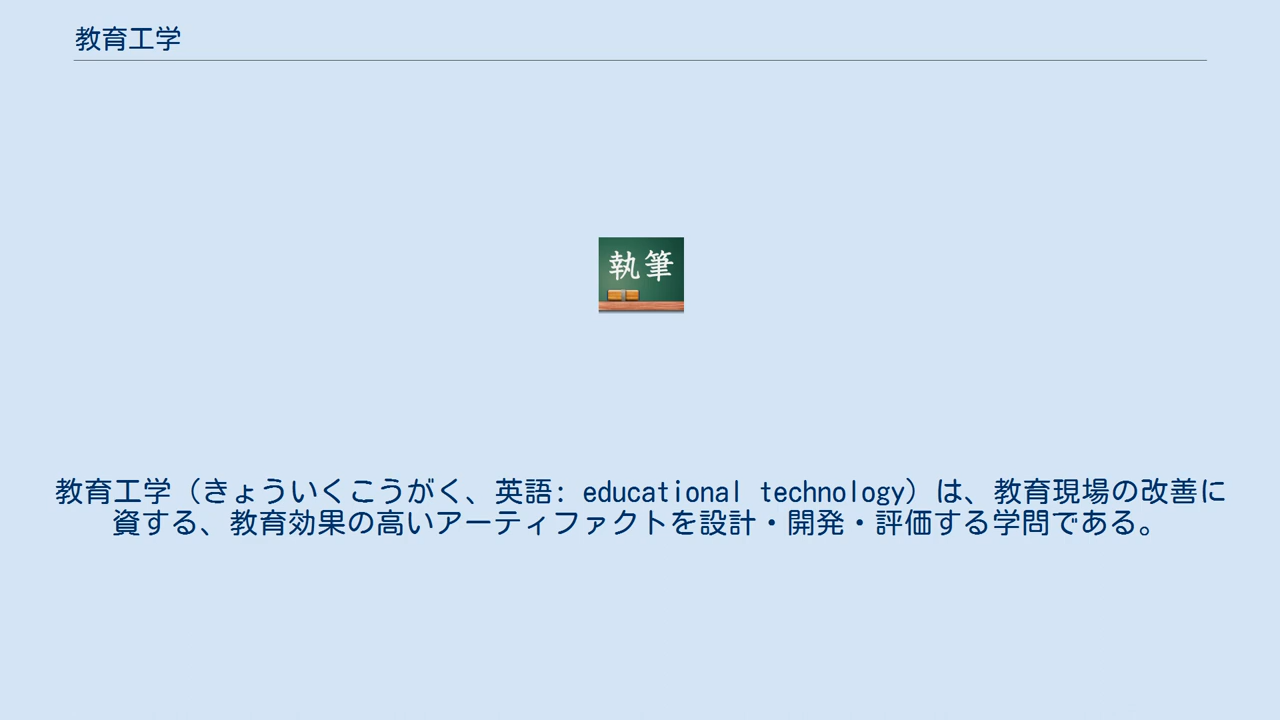 教育工学
執筆
教育工学（きょういくこうがく、英語: educational technology）は、教育現場の改善に
資する、教育効果の高いアーティファクトを設計・開発・評価する学問である。